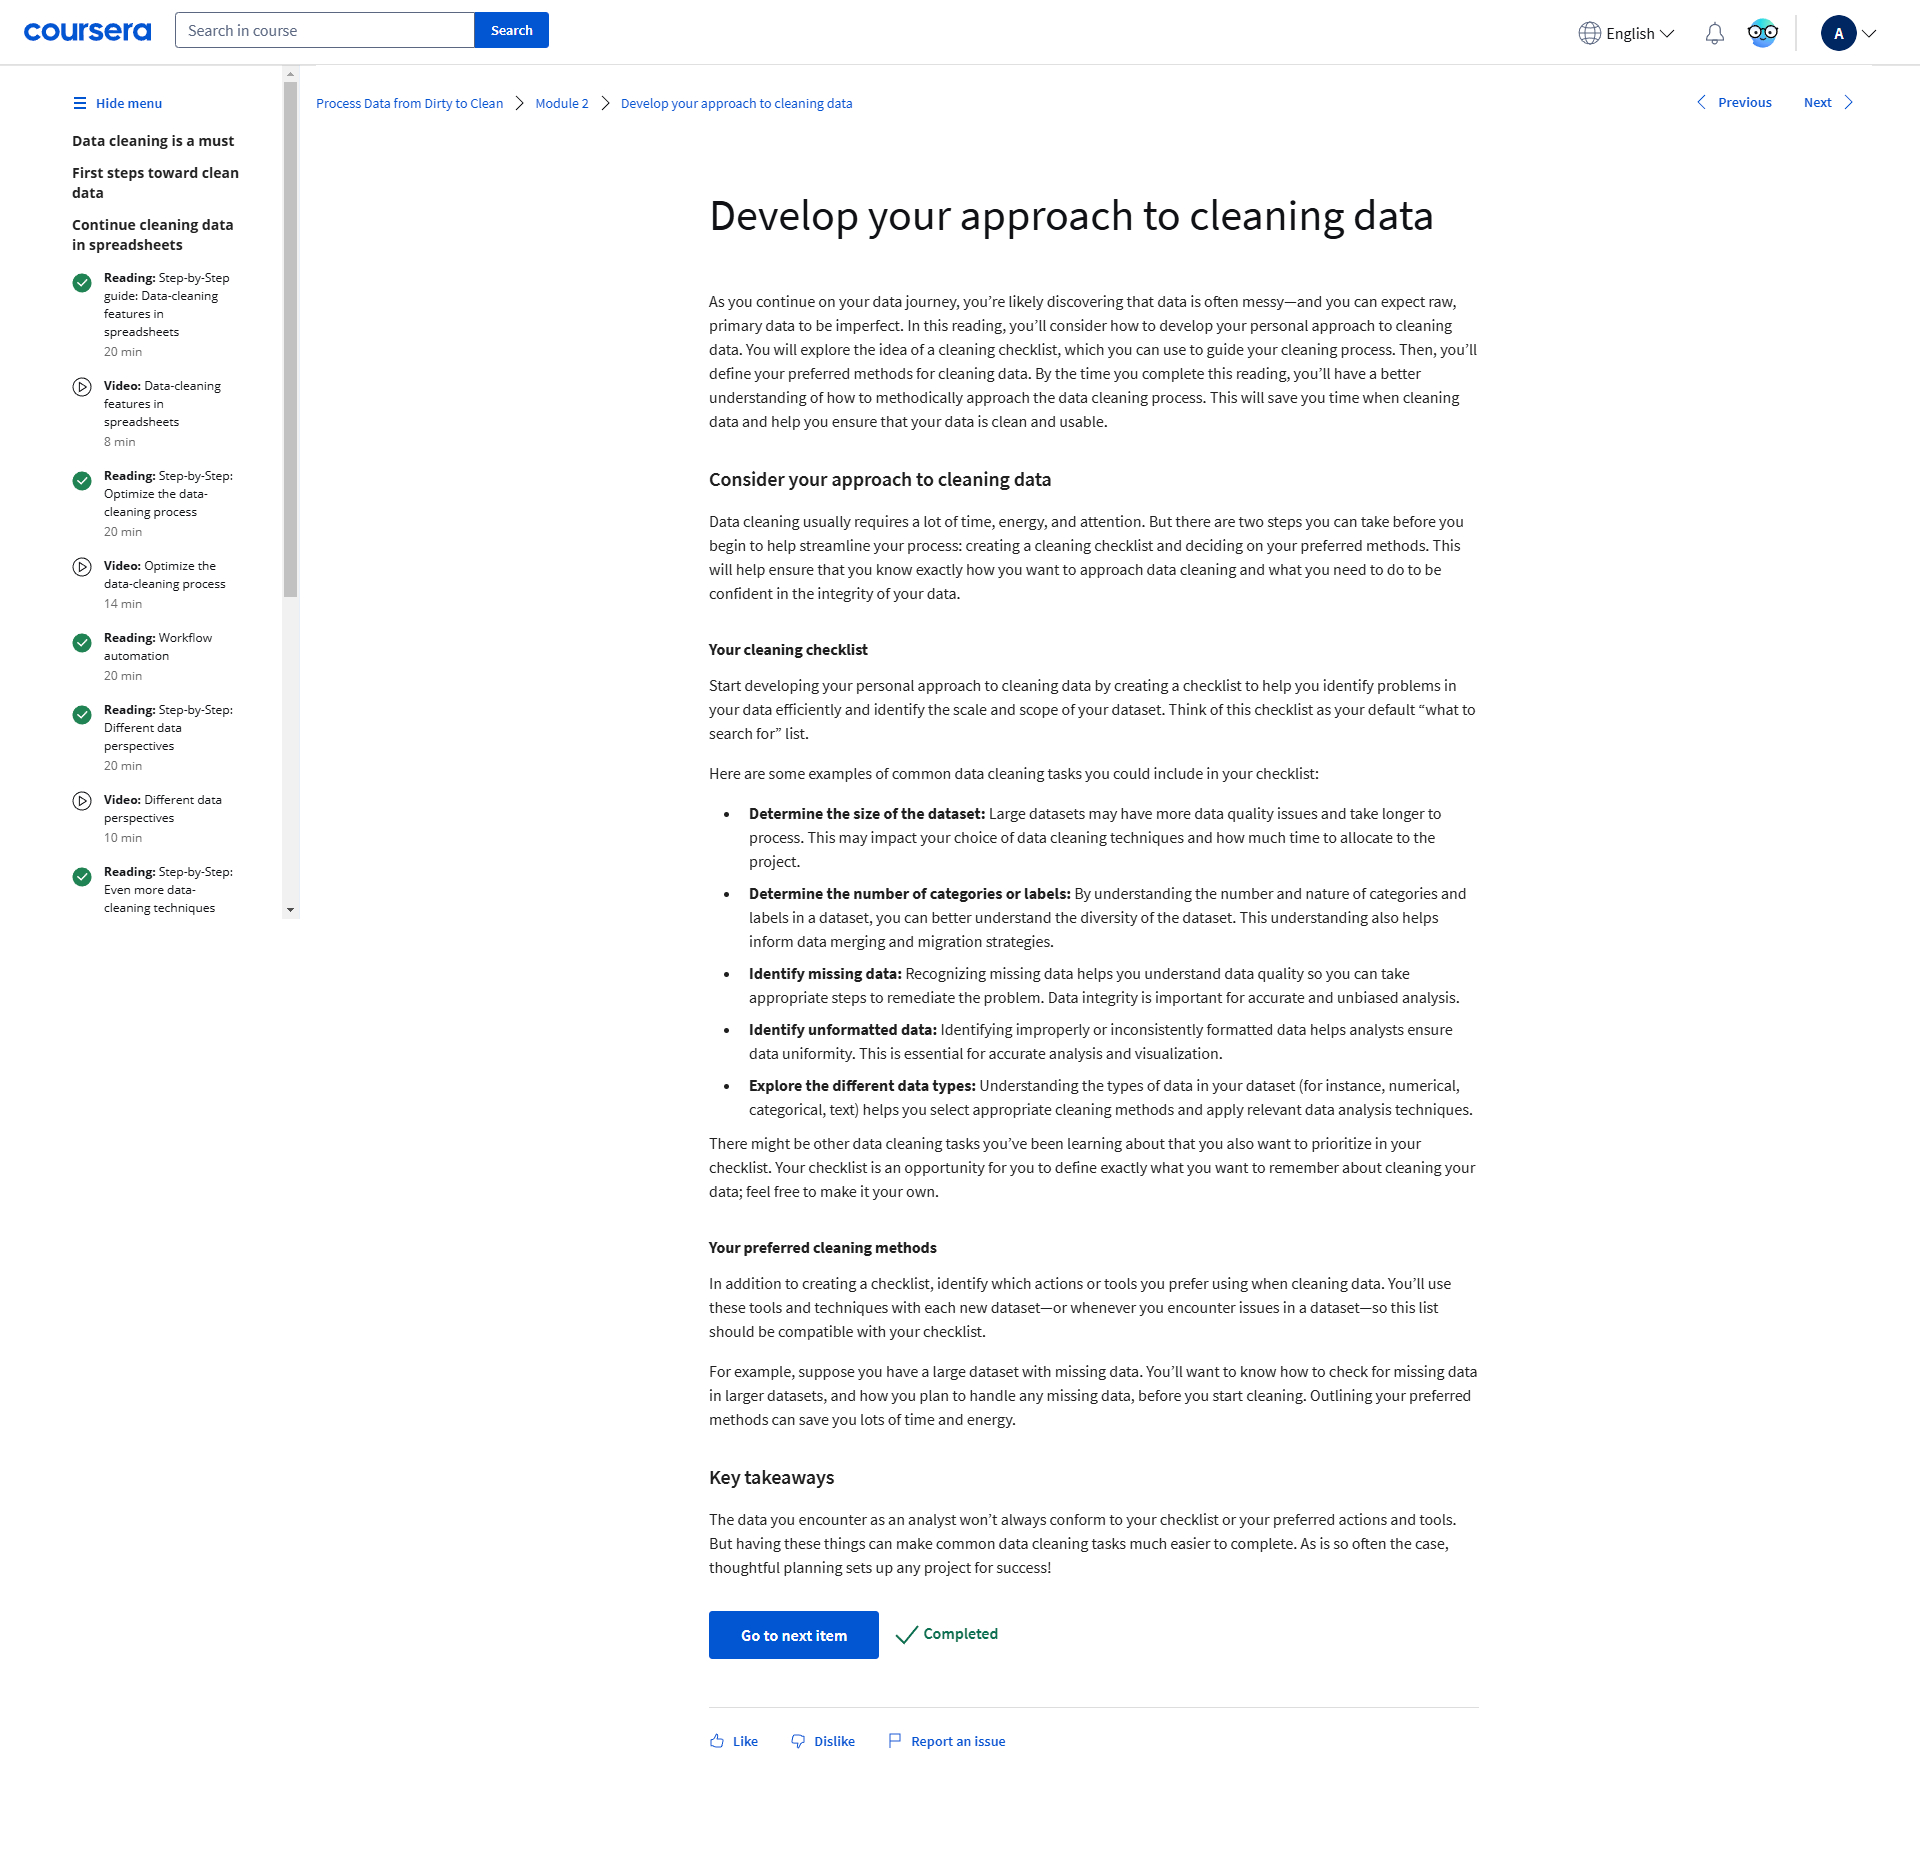 coursera
Search in course
Search
English
A
Hide menu
Data cleaning is a must
First steps toward clean
data
Continue cleaning data
in spreadsheets
Reading: Step-by-Step
guide: Data-cleaning
features in
spreadsheets
20 min
Video: Data-cleaning
features in
spreadsheets
8 min
Reading: Step-by-Step:
Optimize the data-
cleaning process
20 min
Video: Optimize the
data-cleaning process
14 min
Reading: Workflow
automation
20 min
Reading: Step-by-Step:
Different data
perspectives
20 min
Video: Different data
perspectives
10 min
Reading: Step-by-Step:
Even more data-
cleaning techniques
Process Data from Dirty to Clean
Module 2
Develop your approach to cleaning data
Previous
Next
Develop your approach to cleaning data
As you continue on your data journey, you’re likely discovering that data is often messy—and you can expect raw,
primary data to be imperfect. In this reading, you’ll consider how to develop your personal approach to cleaning
data. You will explore the idea of a cleaning checklist, which you can use to guide your cleaning process. Then, you’ll
define your preferred methods for cleaning data. By the time you complete this reading, you’ll have a better
understanding of how to methodically approach the data cleaning process. This will save you time when cleaning
data and help you ensure that your data is clean and usable.
Consider your approach to cleaning data
Data cleaning usually requires a lot of time, energy, and attention. But there are two steps you can take before you
begin to help streamline your process: creating a cleaning checklist and deciding on your preferred methods. This
will help ensure that you know exactly how you want to approach data cleaning and what you need to do to be
confident in the integrity of your data.
Your cleaning checklist
Start developing your personal approach to cleaning data by creating a checklist to help you identify problems in
your data efficiently and identify the scale and scope of your dataset. Think of this checklist as your default “what to
search for” list.
Here are some examples of common data cleaning tasks you could include in your checklist:
• Determine the size of the dataset: Large datasets may have more data quality issues and take longer to
process. This may impact your choice of data cleaning techniques and how much time to allocate to the
project.
• Determine the number of categories or labels: By understanding the number and nature of categories and
labels in a dataset, you can better understand the diversity of the dataset. This understanding also helps
inform data merging and migration strategies.
• Identify missing data: Recognizing missing data helps you understand data quality so you can take
appropriate steps to remediate the problem. Data integrity is important for accurate and unbiased analysis.
• Identify unformatted data: Identifying improperly or inconsistently formatted data helps analysts ensure
data uniformity. This is essential for accurate analysis and visualization.
• Explore the different data types: Understanding the types of data in your dataset (for instance, numerical,
categorical, text) helps you select appropriate cleaning methods and apply relevant data analysis techniques.
There might be other data cleaning tasks you’ve been learning about that you also want to prioritize in your
checklist. Your checklist is an opportunity for you to define exactly what you want to remember about cleaning your
data; feel free to make it your own.
Your preferred cleaning methods
In addition to creating a checklist, identify which actions or tools you prefer using when cleaning data. You’ll use
these tools and techniques with each new dataset—or whenever you encounter issues in a dataset—so this list
should be compatible with your checklist.
For example, suppose you have a large dataset with missing data. You’ll want to know how to check for missing data
in larger datasets, and how you plan to handle any missing data, before you start cleaning. Outlining your preferred
methods can save you lots of time and energy.
Key takeaways
The data you encounter as an analyst won’t always conform to your checklist or your preferred actions and tools.
But having these things can make common data cleaning tasks much easier to complete. As is so often the case,
thoughtful planning sets up any project for success!
Go to next item
Completed
Like
Dislike
Report an issue